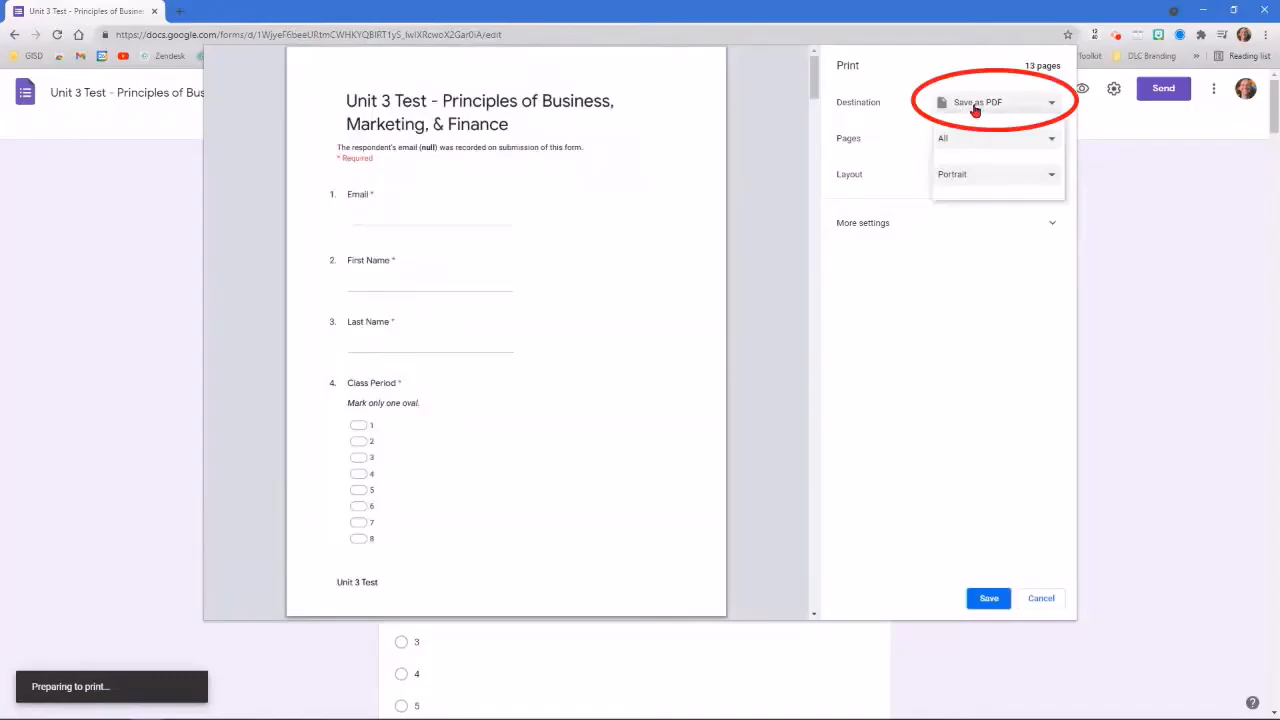 Unit 3 Test - Principles of Busines
https://docs.google.com/forms/d/1WjyeF6beeURtmCWHKYQBIRT1yS_IwIXRcwoX2Gar0iA/edit
GISD
Zendesk
Toolkit
DLC Branding
»
Reading list
Unit 3 Test - Principles of Bus
Send
Unit 3 Test - Principles of Business,
Marketing, & Finance
The respondent's email (null) was recorded on submission of this form.
* Required
1. Email *
2. First Name *
3. Last Name *
4. Class Period *
Mark only one oval.
1
2
3
4
5
6
7
8
Unit 3 Test
Print
13 pages
Destination
Save as PDF
Pages
All
Layout
Portrait
More settings
Save
Cancel
3
4
5
Preparing to print...